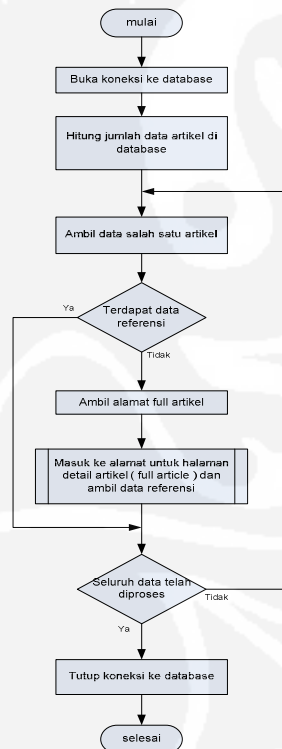 mulai
Buka koneksi ke database
Hitung jumlah data artikel di
database
Ambil data salah satu artikel
Ya
Terdapat data
referensi
Tidak
Ambil alamat full artikel
Masuk ke alamat untuk halaman
detail artikel ( full article ) dan
ambil data referensi
Seluruh data telah
diproses
Tidak
Ya
Tutup koneksi ke database
selesai